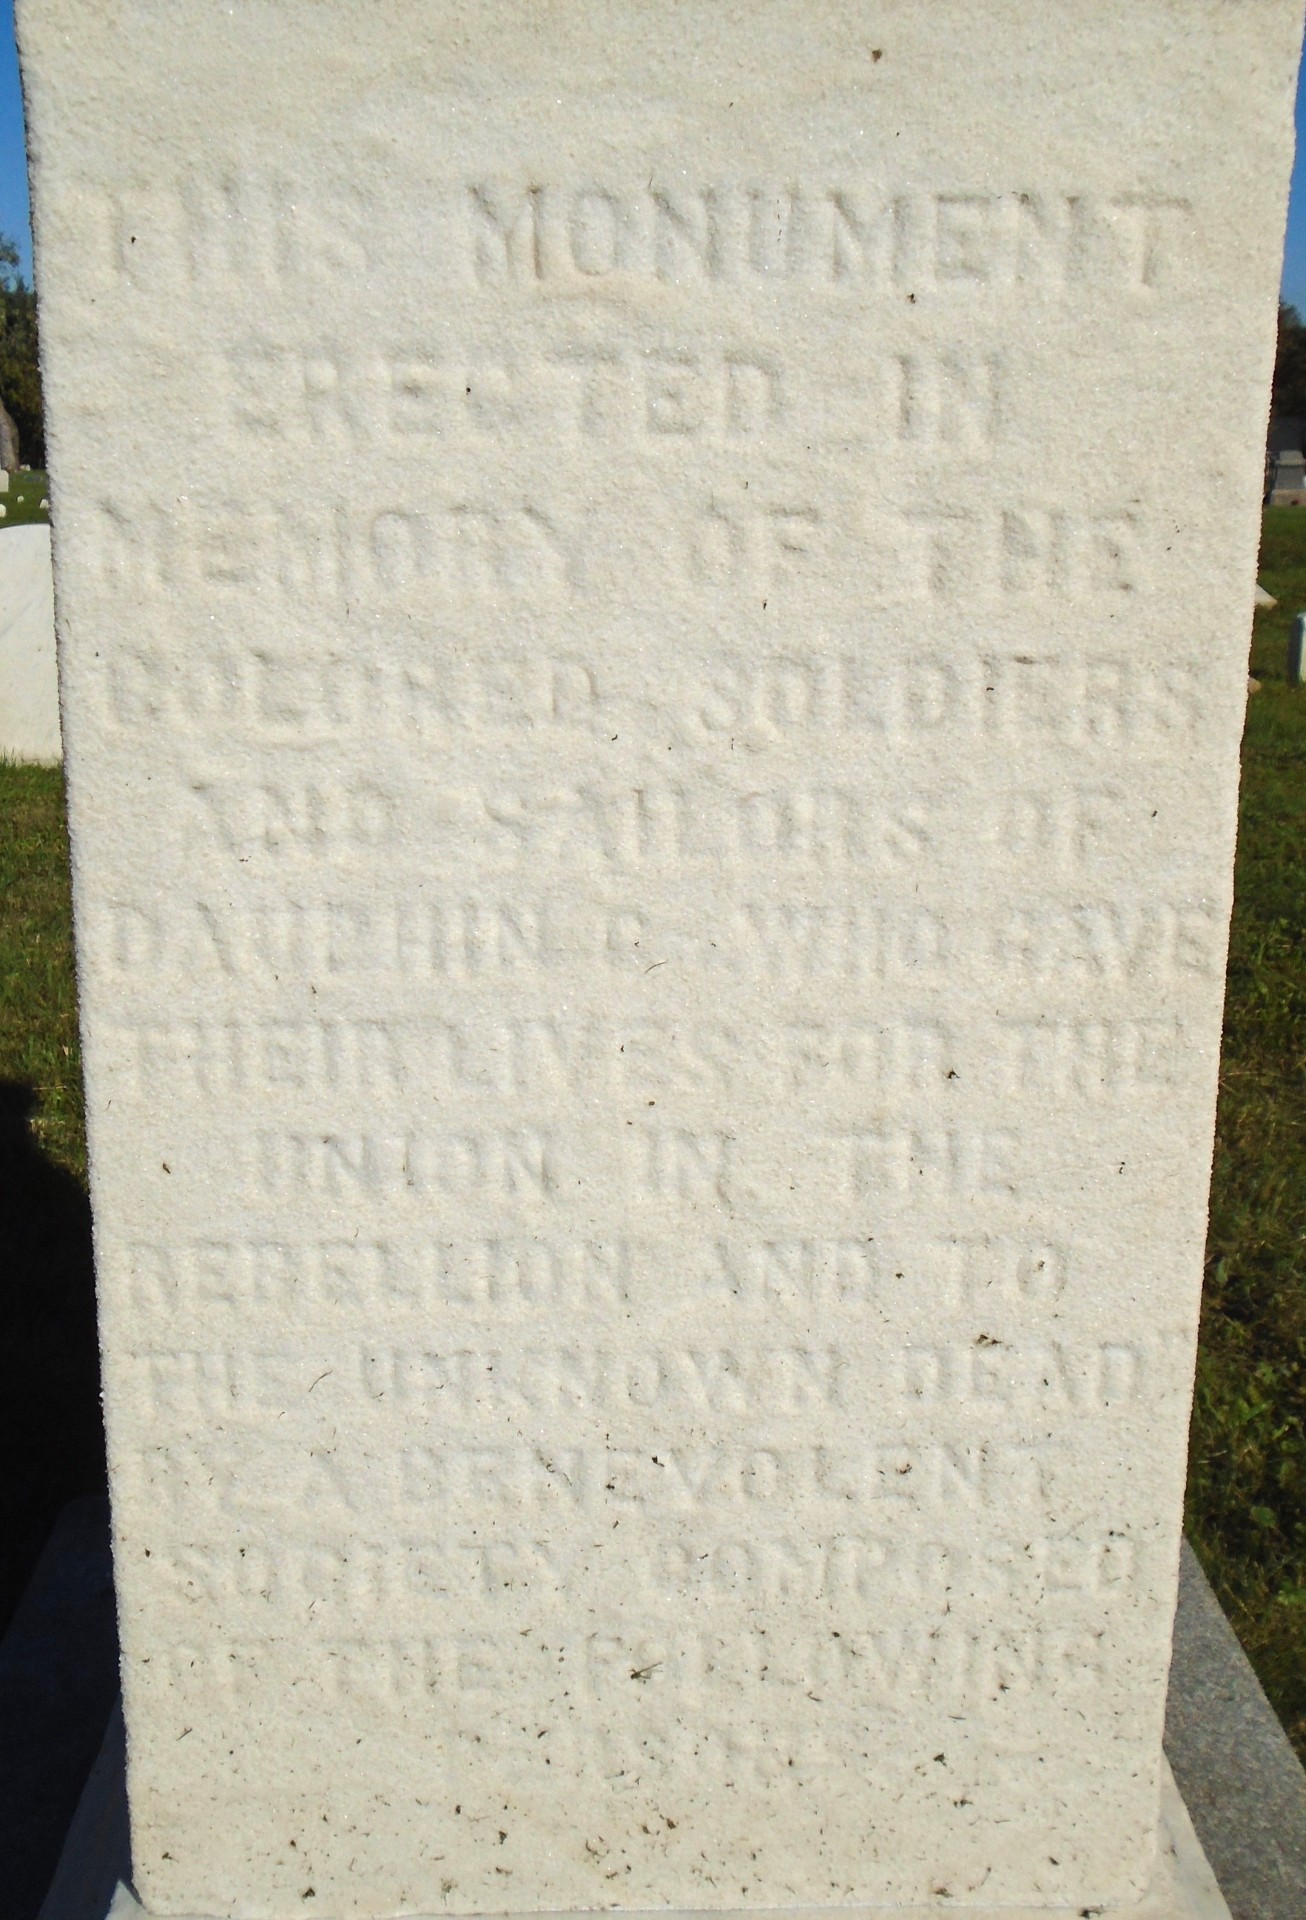 THIS MONUMENT
ERECTED IN
MEMORY OF THE
COLORED SOLDIERS
AND SAILORS OF
DAUPHIN C. WHO GAVE
THEIR LIVES FOR THE
UNION IN THE
REBELLION AND TO
THE UNKNOWN DEAD"
BY A BENEVOLENT
SOCIETY COMPOSED
OF THE FOLLOWING